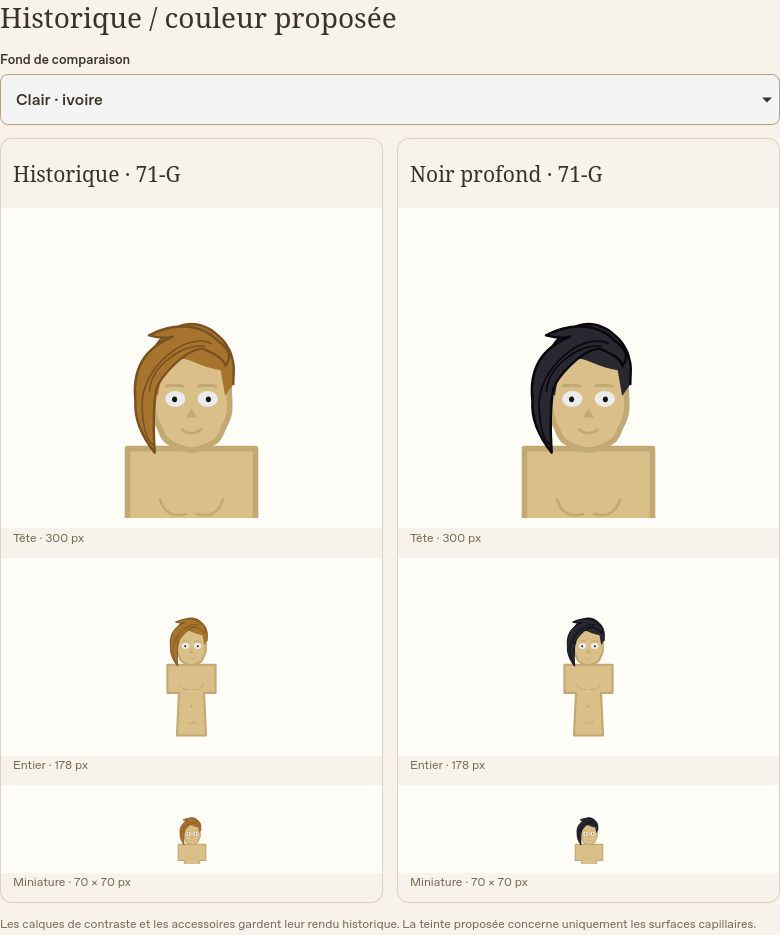 Historique / couleur proposée
Fond de comparaison
Clair · ivoire
Historique · 71-G
Noir profond · 71-G
Tête · 300 px
Tête · 300 px
Entier · 178 px
Entier · 178 px
Miniature · 70 × 70 px
Miniature · 70 × 70 px
Les calques de contraste et les accessoires gardent leur rendu historique. La teinte proposée concerne uniquement les surfaces capillaires.